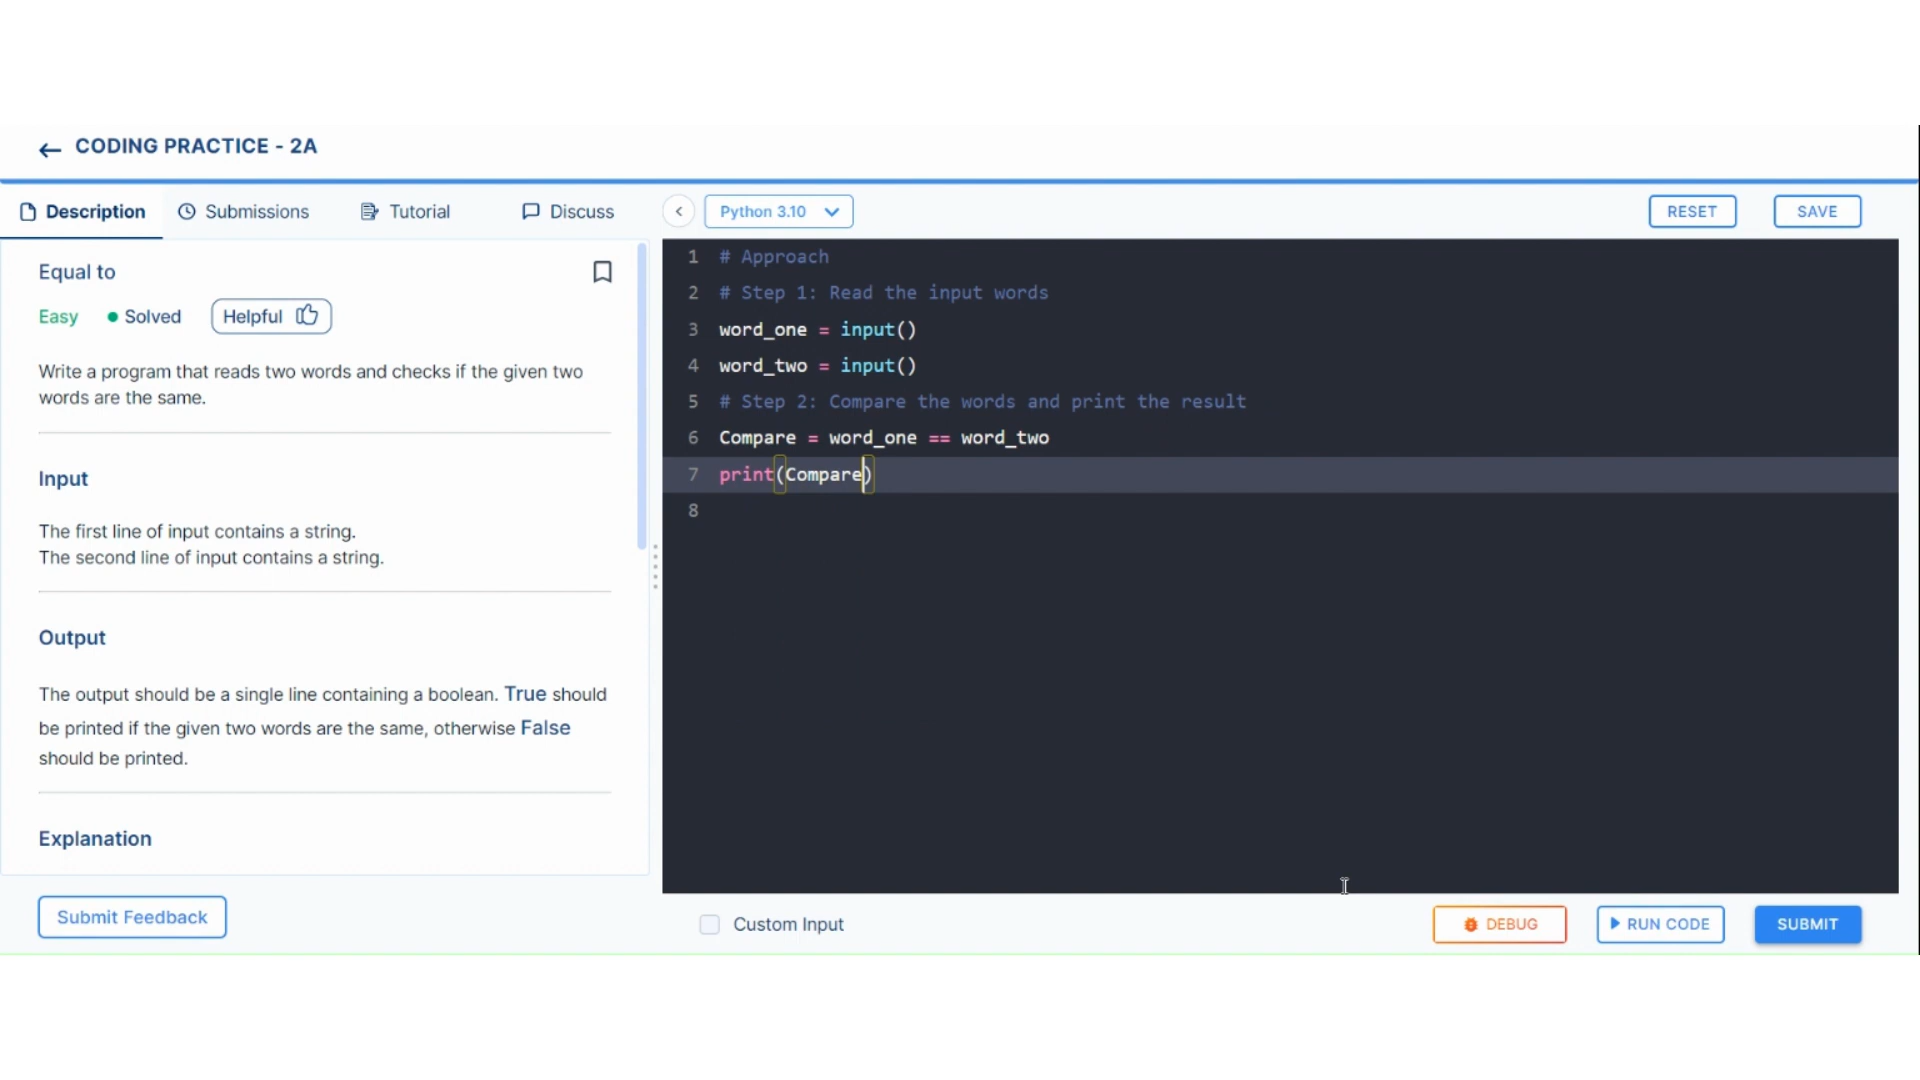 CODING PRACTICE - 2A
Description Submissions Tutorial Discuss
Equal to
Easy Solved Helpful
Write a program that reads two words and checks if the given two
words are the same.
Input
The first line of input contains a string.
The second line of input contains a string.
Output
The output should be a single line containing a boolean. True should
be printed if the given two words are the same, otherwise False
should be printed.
Explanation
Submit Feedback
Python 3.10 RESET SAVE
1 # Approach
2 # Step 1: Read the input words
3 word_one = input()
4 word_two = input()
5 # Step 2: Compare the words and print the result
6 Compare = word_one == word_two
7 print(Compare)
8
Custom Input DEBUG RUN CODE SUBMIT